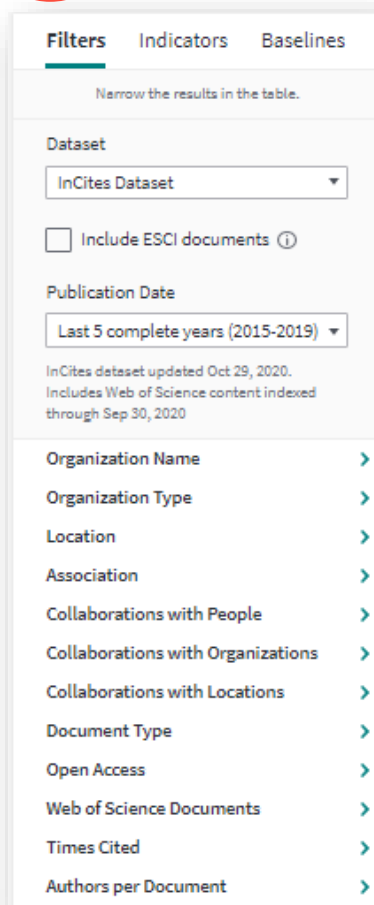 Filters Indicators Baselines
Narrow the results in the table.
Dataset
InCites Dataset
Include ESCI documents
Publication Date
Last 5 complete years (2015-2019)
InCites dataset updated Oct 29, 2020.
Includes Web of Science content indexed
through Sep 30, 2020
Organization Name
Organization Type
Location
Association
Collaborations with People
Collaborations with Organizations
Collaborations with Locations
Document Type
Open Access
Web of Science Documents
Times Cited
Authors per Document